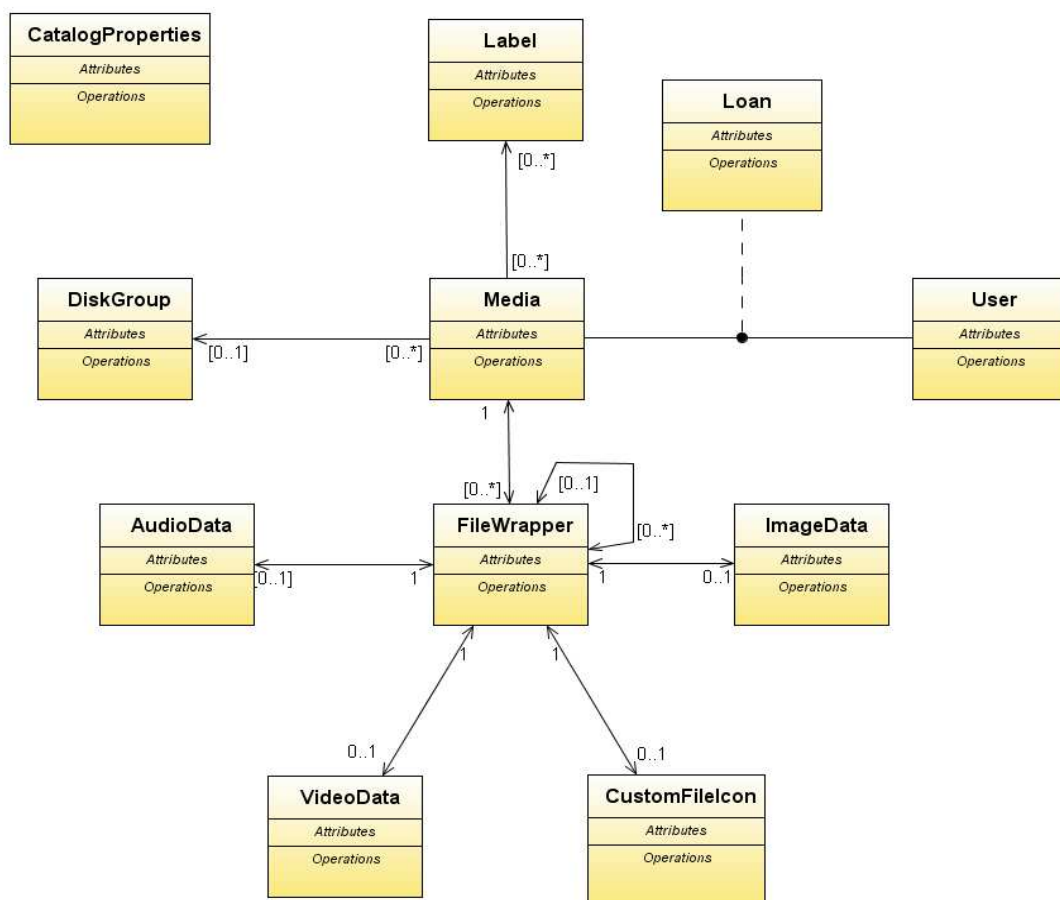 CatalogProperties
Attributes
Operations
Label
Attributes
Operations
Loan
Attributes
Operations
[0..*]
[0..*]
DiskGroup
Attributes
Operations
Media
Attributes
Operations
User
Attributes
Operations
[0..1]
[0..*]
1
[0..*]
[0..1]
[0..*]
AudioData
Attributes
Operations
FileWrapper
Attributes
Operations
ImageData
Attributes
Operations
[0..1]
1
1
0..1
1
1
0..1
0..1
VideoData
Attributes
Operations
CustomFileIcon
Attributes
Operations